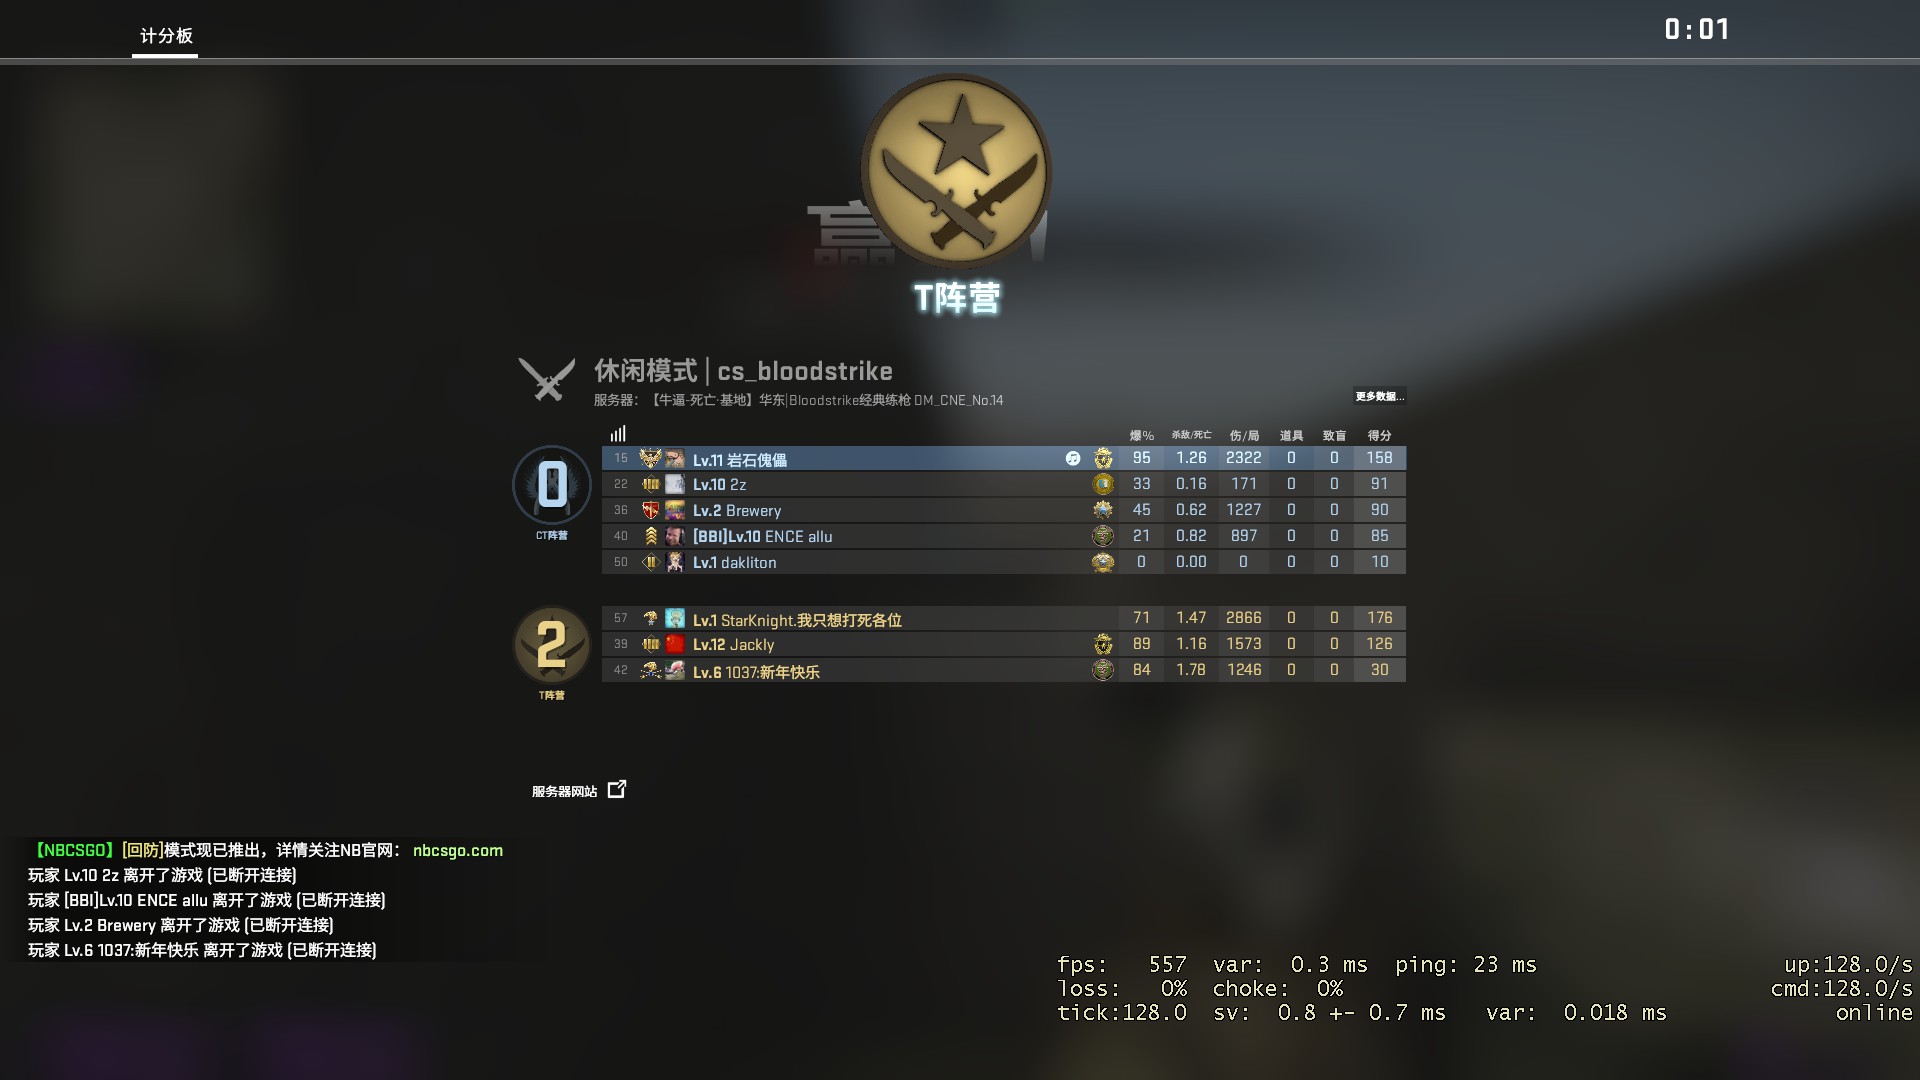 计分板
0:01
T阵营
休闲模式 | cs_bloodstrike
服务器： 【牛逼-死亡·基地】华东|Bloodstrike经典练枪 DM_CNE_No.14
更多数据...
爆% 杀敌/死亡 伤/局 道具 致盲 得分
0
CT阵营
15 Lv.11 岩石傀儡 95 1.26 2322 0 0 158
22 Lv.10 2z 33 0.16 171 0 0 91
36 Lv.2 Brewery 45 0.62 1227 0 0 90
40 [BBI]Lv.10 ENCE allu 21 0.82 897 0 0 85
50 Lv.1 dakliton 0 0.00 0 0 0 10
2
T阵营
57 Lv.1 StarKnight.我只想打死各位 71 1.47 2866 0 0 176
39 Lv.12 Jackly 89 1.16 1573 0 0 126
42 Lv.6 1037:新年快乐 84 1.78 1246 0 0 30
服务器网站
【NBCSGO】[回防]模式现已推出，详情关注NB官网： nbcsgo.com
玩家 Lv.10 2z 离开了游戏 (已断开连接)
玩家 [BBI]Lv.10 ENCE allu 离开了游戏 (已断开连接)
玩家 Lv.2 Brewery 离开了游戏 (已断开连接)
玩家 Lv.6 1037:新年快乐 离开了游戏 (已断开连接)
fps: 557 var: 0.3 ms ping: 23 ms up:128.0/s
loss: 0% choke: 0% cmd:128.0/s
tick:128.0 sv: 0.8 +- 0.7 ms var: 0.018 ms online